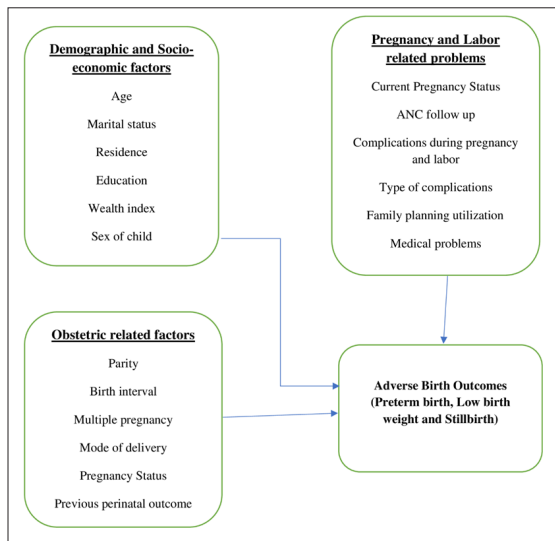 Demographic and Socio-
economic factors
Age
Marital status
Residence
Education
Wealth index
Sex of child
Pregnancy and Labor
related problems
Current Pregnancy Status
ANC follow up
Complications during pregnancy
and labor
Type of complications
Family planning utilization
Medical problems
Obstetric related factors
Parity
Birth interval
Multiple pregnancy
Mode of delivery
Pregnancy Status
Previous perinatal outcome
Adverse Birth Outcomes
(Preterm birth, Low birth
weight and Stillbirth)